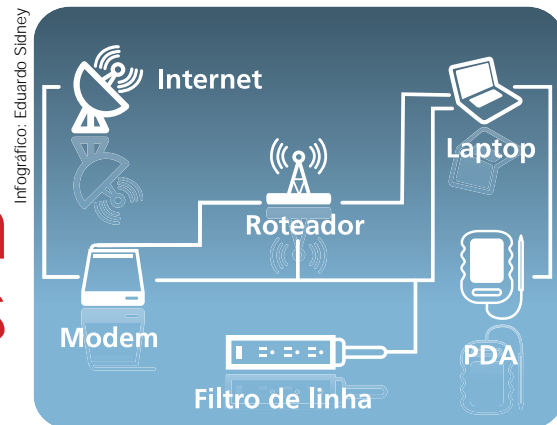 Infográfico: Eduardo Sidney
Internet
Laptop
Roteador
Modem
PDA
Filtro de linha